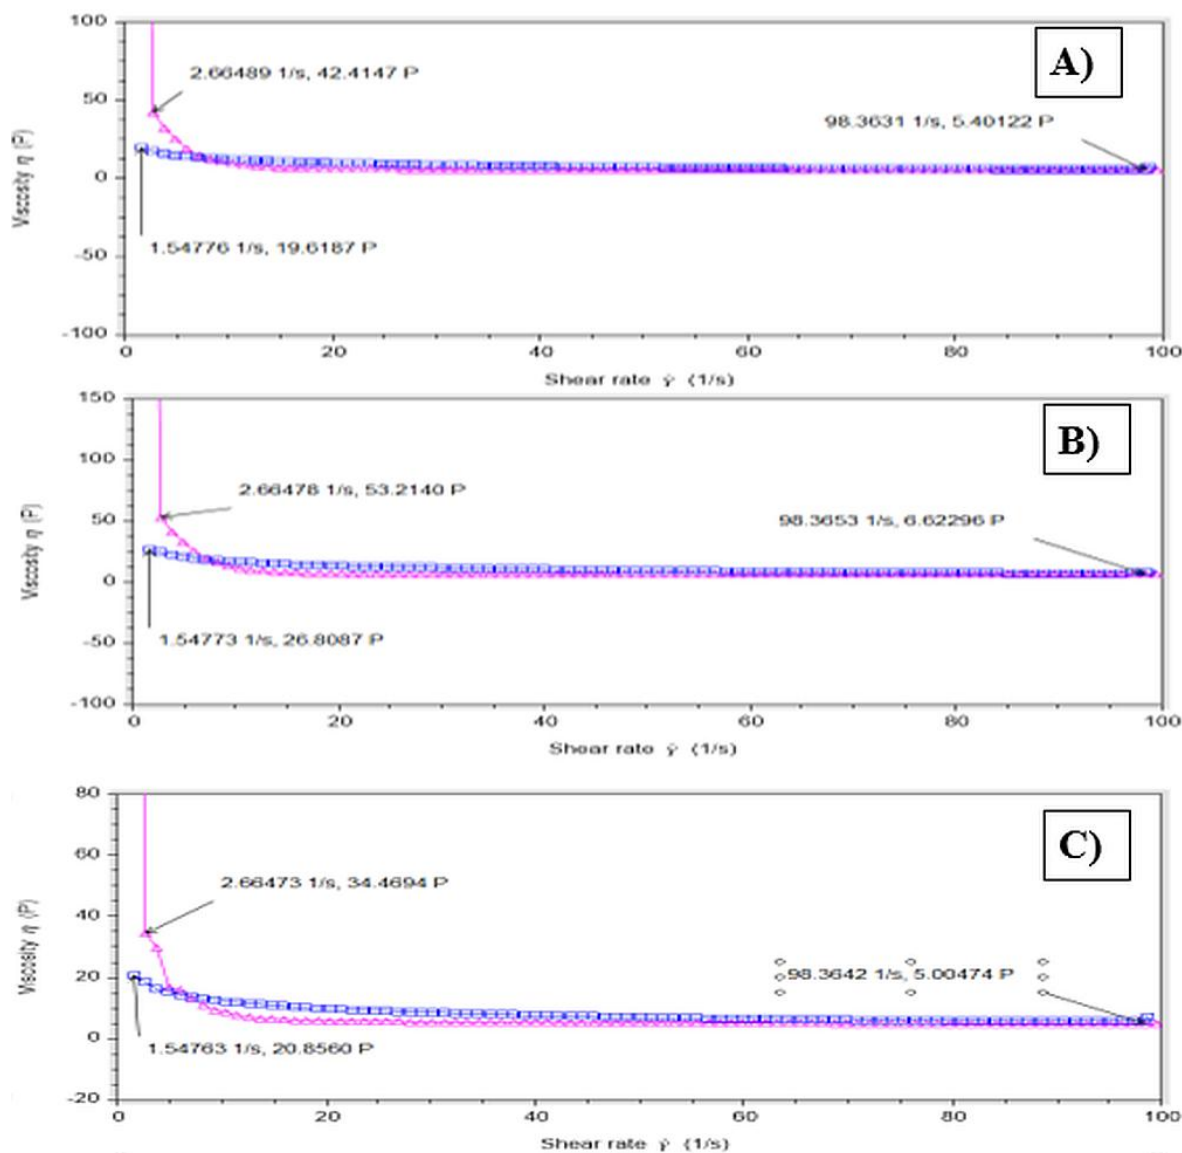 100
A)
2.66489 1/s, 42.4147 P
50
98.3631 1/s, 5.40122 P
Viscosity η (P)
0
1.54776 1/s, 19.6187 P
-50
-100
0 20 40 60 80 100
Shear rate γ̇ (1/s)
150
B)
100
2.66478 1/s, 53.2140 P
98.3653 1/s, 6.62296 P
50
Viscosity η (P)
0
1.54773 1/s, 26.8087 P
-50
-100
0 20 40 60 80 100
Shear rate γ̇ (1/s)
80
C)
60
2.66473 1/s, 34.4694 P
40
Viscosity η (P)
20
98.3642 1/s, 5.00474 P
0
1.54763 1/s, 20.8560 P
-20
0 20 40 60 80 100
Shear rate γ̇ (1/s)